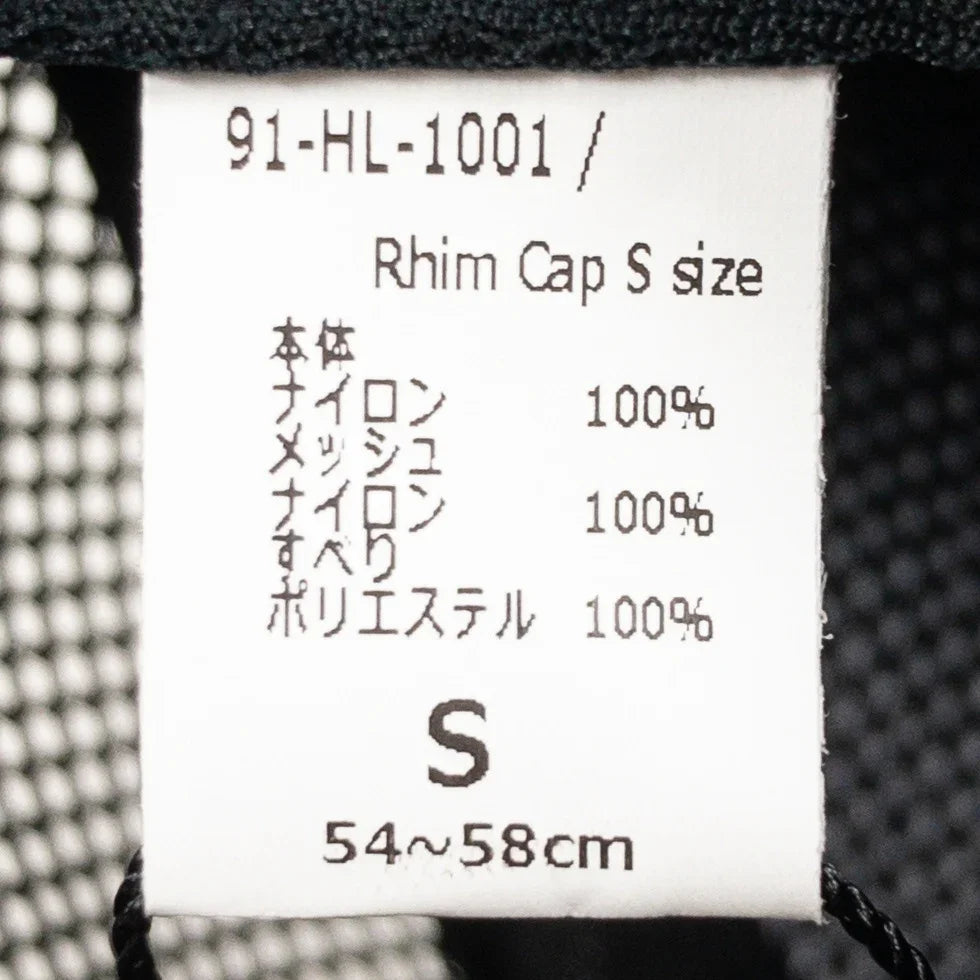 91-HL-1001 /
Rhim Cap S size
本体
ナイロン 100%
メッシュ
ナイロン 100%
すべり
ポリエステル 100%
S
54~58cm